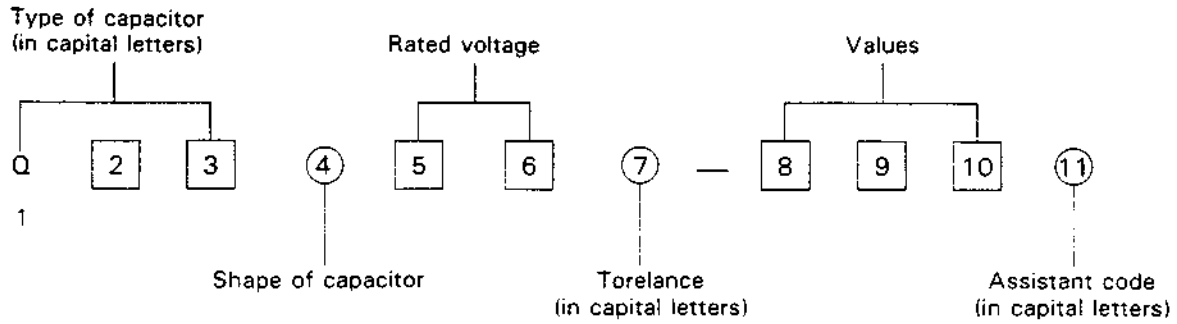 Type of capacitor
(in capital letters)
Rated voltage
Values
Q 2 3 4 5 6 7 — 8 9 10 11
↑
Shape of capacitor
Torelance
(in capital letters)
Assistant code
(in capital letters)